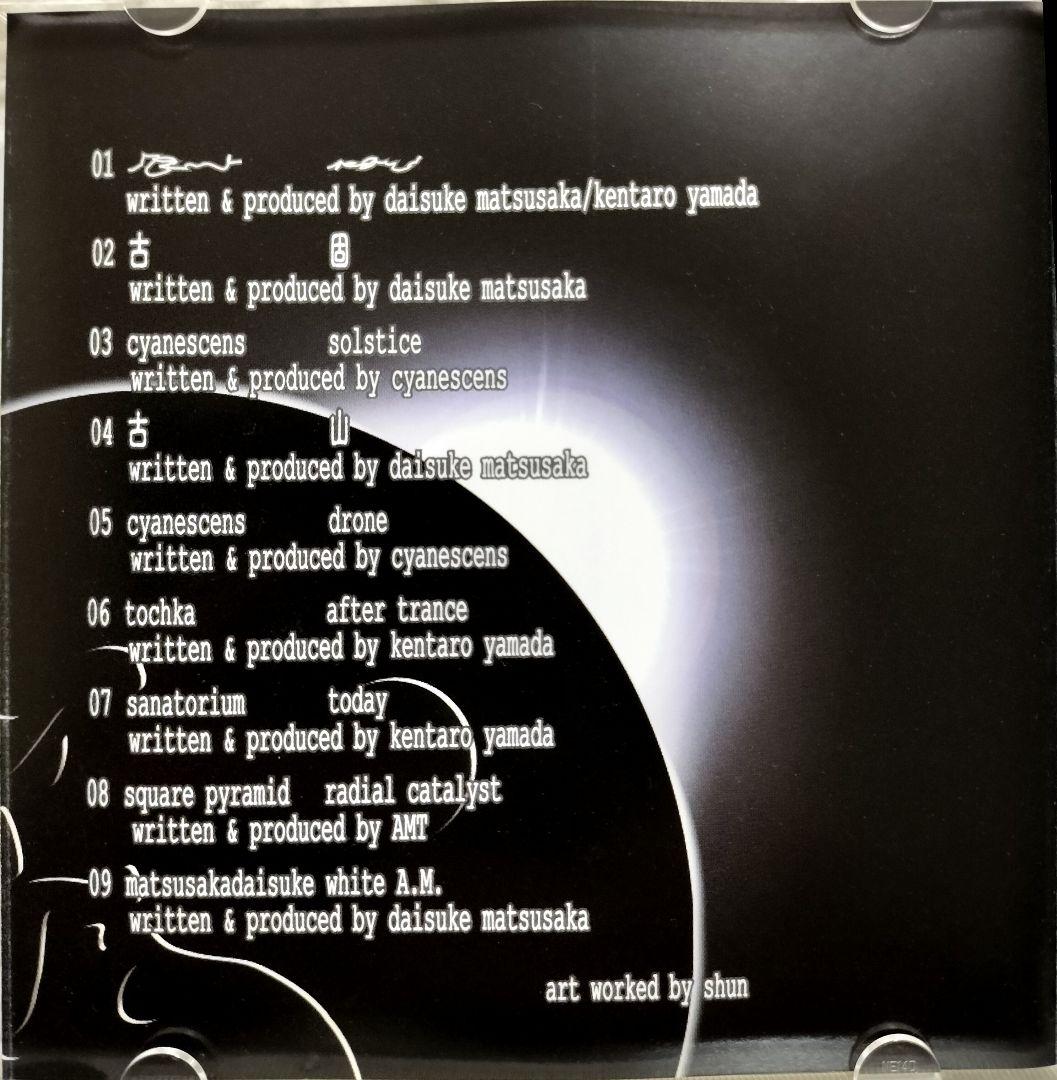 01
written & produced by daisuke matsusaka/kentaro yamada
02 古 固
written & produced by daisuke matsusaka
03 cyanescens solstice
written & produced by cyanescens
04 古 山
written & produced by daisuke matsusaka
05 cyanescens drone
written & produced by cyanescens
06 tochka after trance
written & produced by kentaro yamada
07 sanatorium today
written & produced by kentaro yamada
08 square pyramid radial catalyst
written & produced by AMT
09 matsusakadaisuke white A.M.
written & produced by daisuke matsusaka
art worked by shun